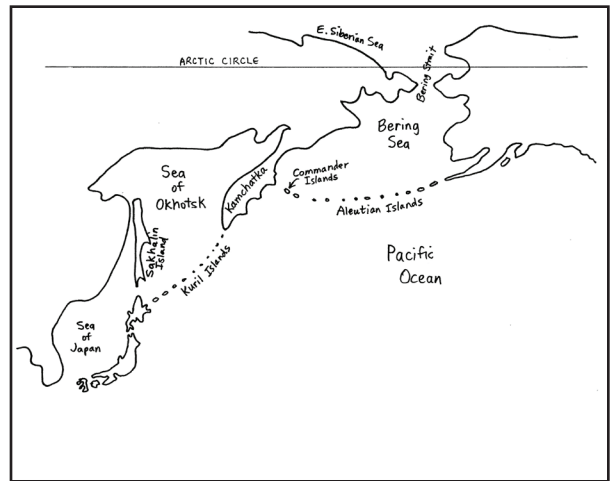 E. Siberian Sea
ARCTIC CIRCLE
Bering Strait
Bering
Sea
Sea
of
Okhotsk
Kamchatka
Commander
Islands
Aleutian Islands
Sakhalin
Island
Kuril Islands
Pacific
Ocean
Sea
of
Japan